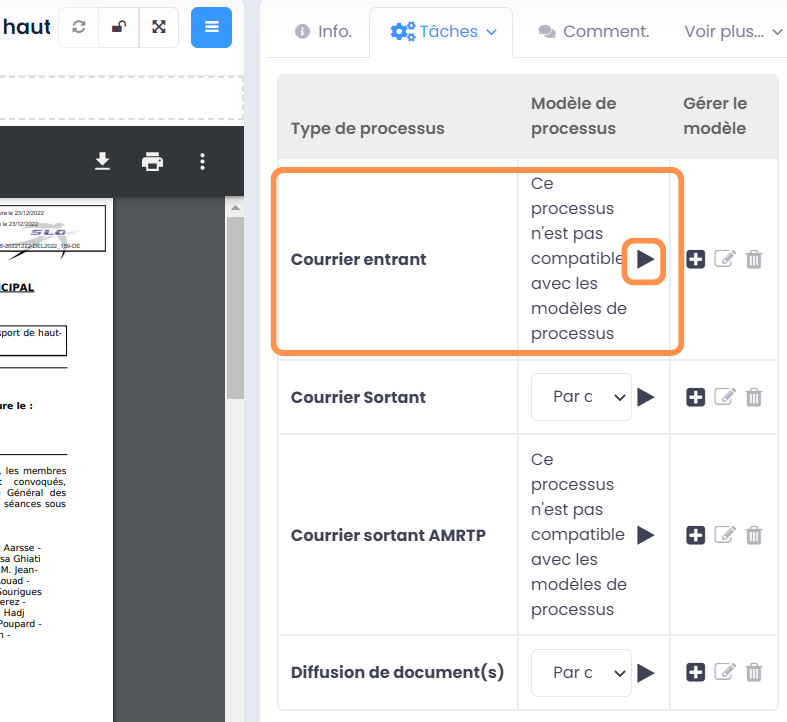 haut
Info.
Tâches
Comment.
Voir plus...
Type de processus
Modèle de
processus
Gérer le
modèle
Courrier entrant
Ce
processus
n'est pas
compatible
avec les
modèles de
processus
Courrier Sortant
Par c
Courrier sortant AMRTP
Ce
processus
n'est pas
compatible
avec les
modèles de
processus
Diffusion de document(s)
Par c
ure le 23/12/2022
le 23/12/2022
SLO
-20221222-DEL2022_159-DE
CIPAL
sport de haut-
ure le :
, les membres
convoqués,
Général des
séances sous
Aarsse -
sa Ghiati
M. Jean-
ouad -
Sourigues
erez -
Hadj
Poupard -
n -